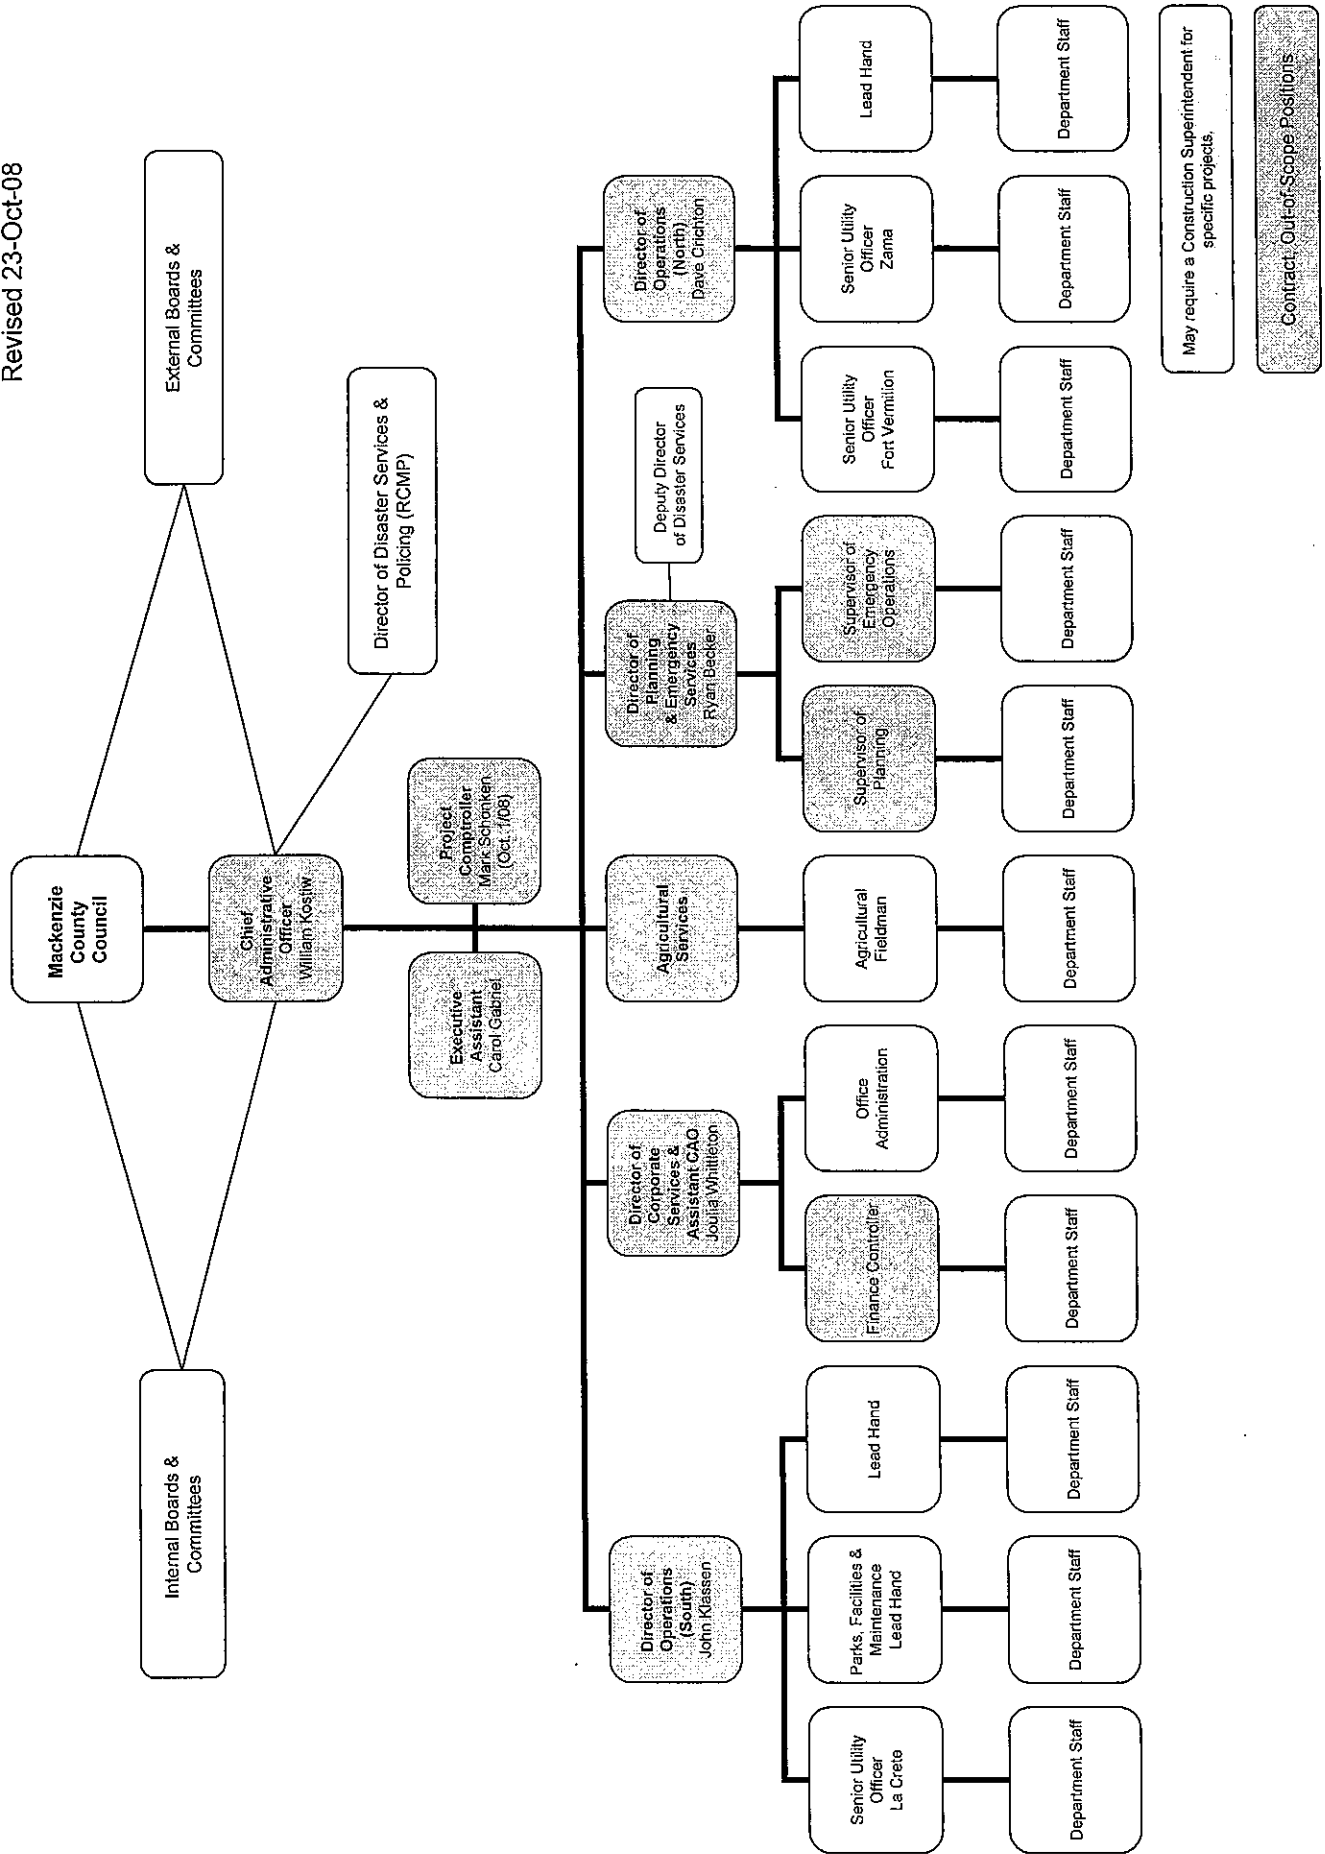 Revised 23-Oct-08
Mackenzie
County
Council
Internal Boards &
Committees
External Boards &
Committees
Chief
Administrative
Officer
William Kostiw
Director of Disaster Services &
Policing (RCMP)
Executive
Assistant
Carol Gabriel
Project
Comptroller
Mark Schonken
(Oct. 1/08)
Director of
Operations
(South)
John Klassen
Director of
Corporate
Services &
Assistant CAO
Joulia Whittleton
Agricultural
Services
Director of
Planning
& Emergency
Services
Ryan Becker
Deputy Director
of Disaster Services
Director of
Operations
(North)
Dave Crichton
Senior Utility
Officer
La Crete
Parks, Facilities &
Maintenance
Lead Hand
Lead Hand
Finance Controller
Office
Administration
Agricultural
Fieldman
Supervisor of
Planning
Supervisor of
Emergency
Operations
Senior Utility
Officer
Fort Vermilion
Senior Utility
Officer
Zama
Lead Hand
Department Staff
Department Staff
Department Staff
Department Staff
Department Staff
Department Staff
Department Staff
Department Staff
Department Staff
Department Staff
Department Staff
May require a Construction Superintendent for
specific projects.
Contract, Out-of-Scope Positions